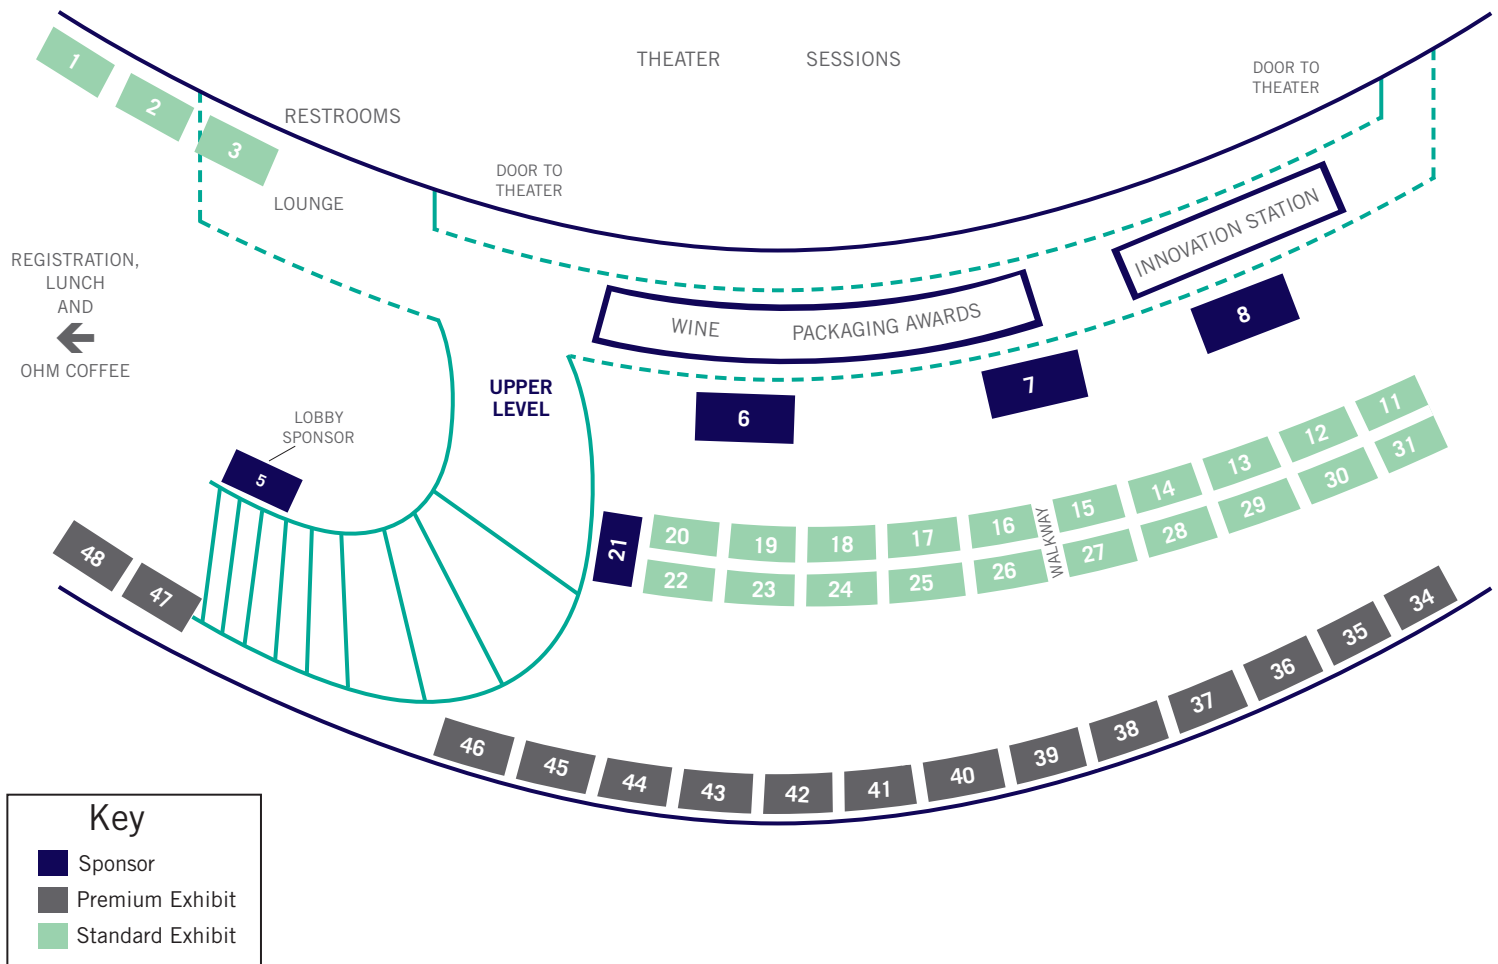 THEATER SESSIONS
DOOR TO
THEATER
1
2
3
RESTROOMS
DOOR TO
THEATER
LOUNGE
INNOVATION STATION
REGISTRATION,
LUNCH
AND
OHM COFFEE
WINE PACKAGING AWARDS
8
7
6
UPPER
LEVEL
LOBBY
SPONSOR
5
11
12
13
14
15
WALKWAY
16
17
18
19
20
21
22
23
24
25
26
27
28
29
30
31
48
47
34
35
36
37
38
39
40
41
42
43
44
45
46
Key
Sponsor
Premium Exhibit
Standard Exhibit